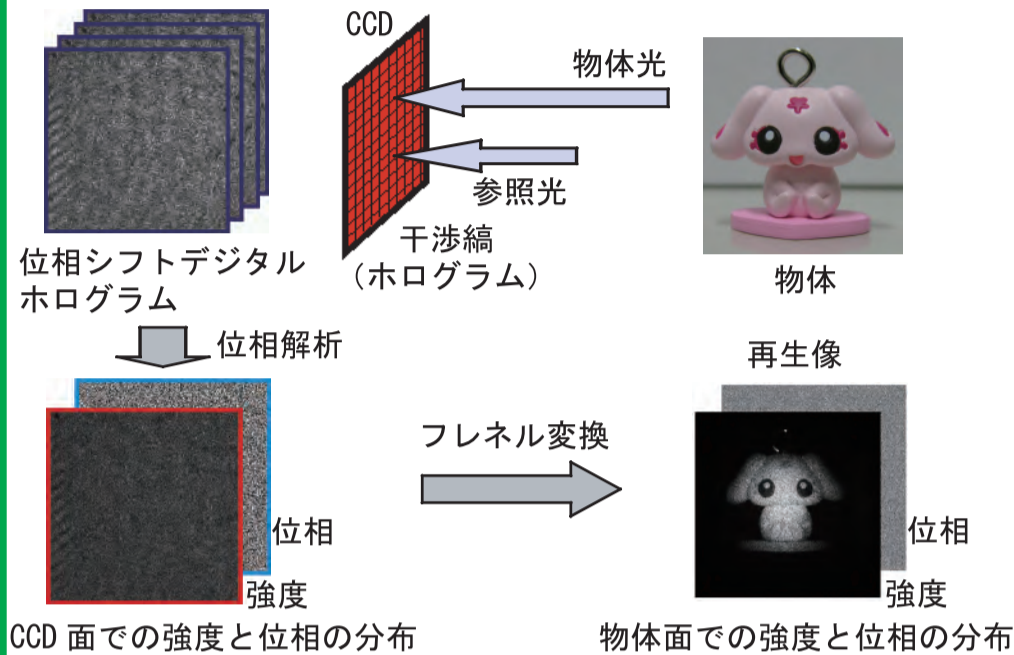 CCD
物体光
参照光
干渉縞
（ホログラム）
物体
位相シフトデジタル
ホログラム
位相解析
再生像
フレネル変換
位相
強度
CCD 面での強度と位相の分布
位相
強度
物体面での強度と位相の分布